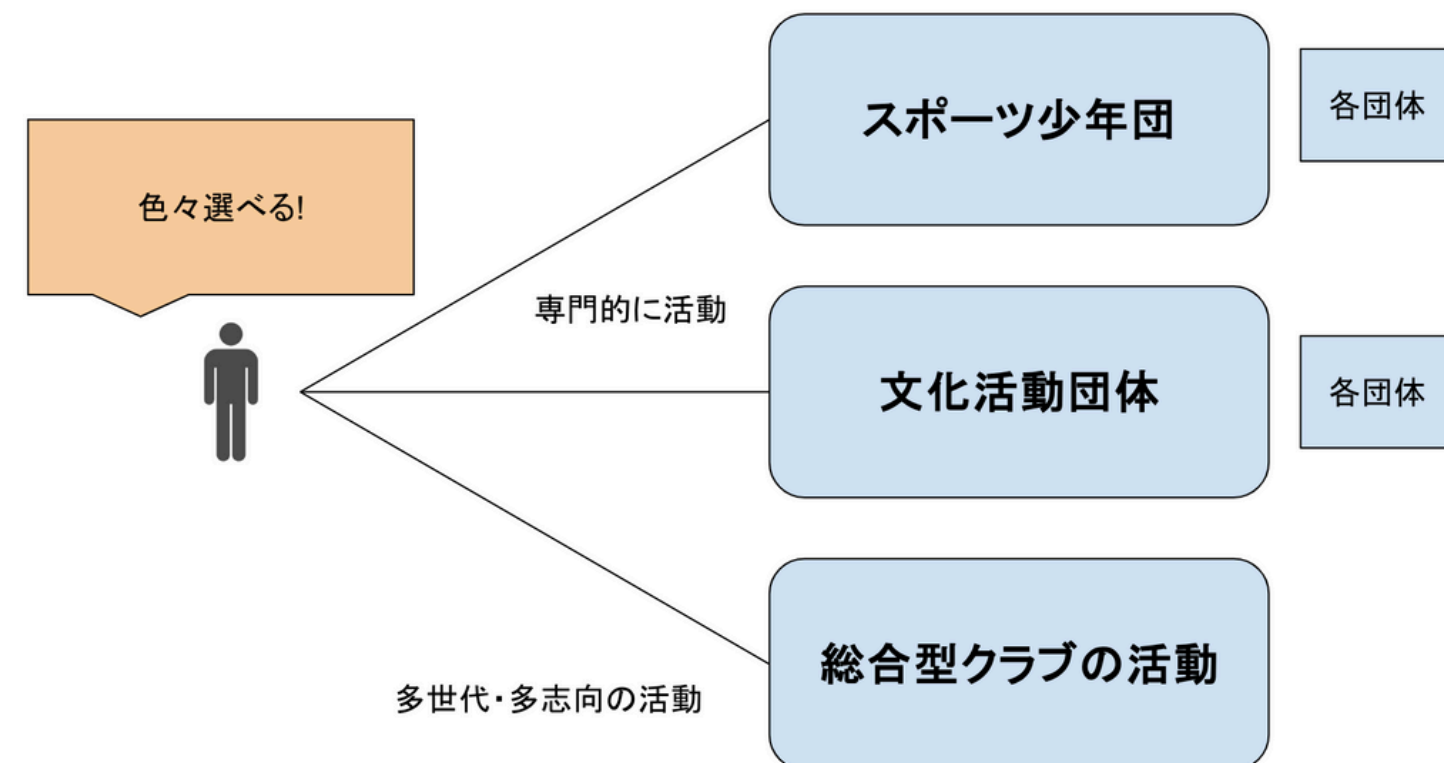 スポーツ少年団
各団体
色々選べる!
専門的に活動
文化活動団体
各団体
総合型クラブの活動
多世代・多志向の活動